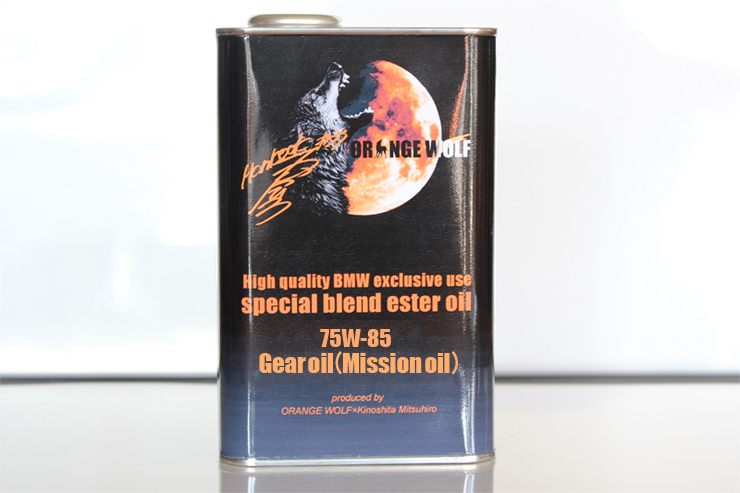 ORANGE WOLF
High quality BMW exclusive use
special blend ester oil
75W-85
Gear oil(Mission oil)
produced by
ORANGE WOLF×Kinoshita Mitsuhiro